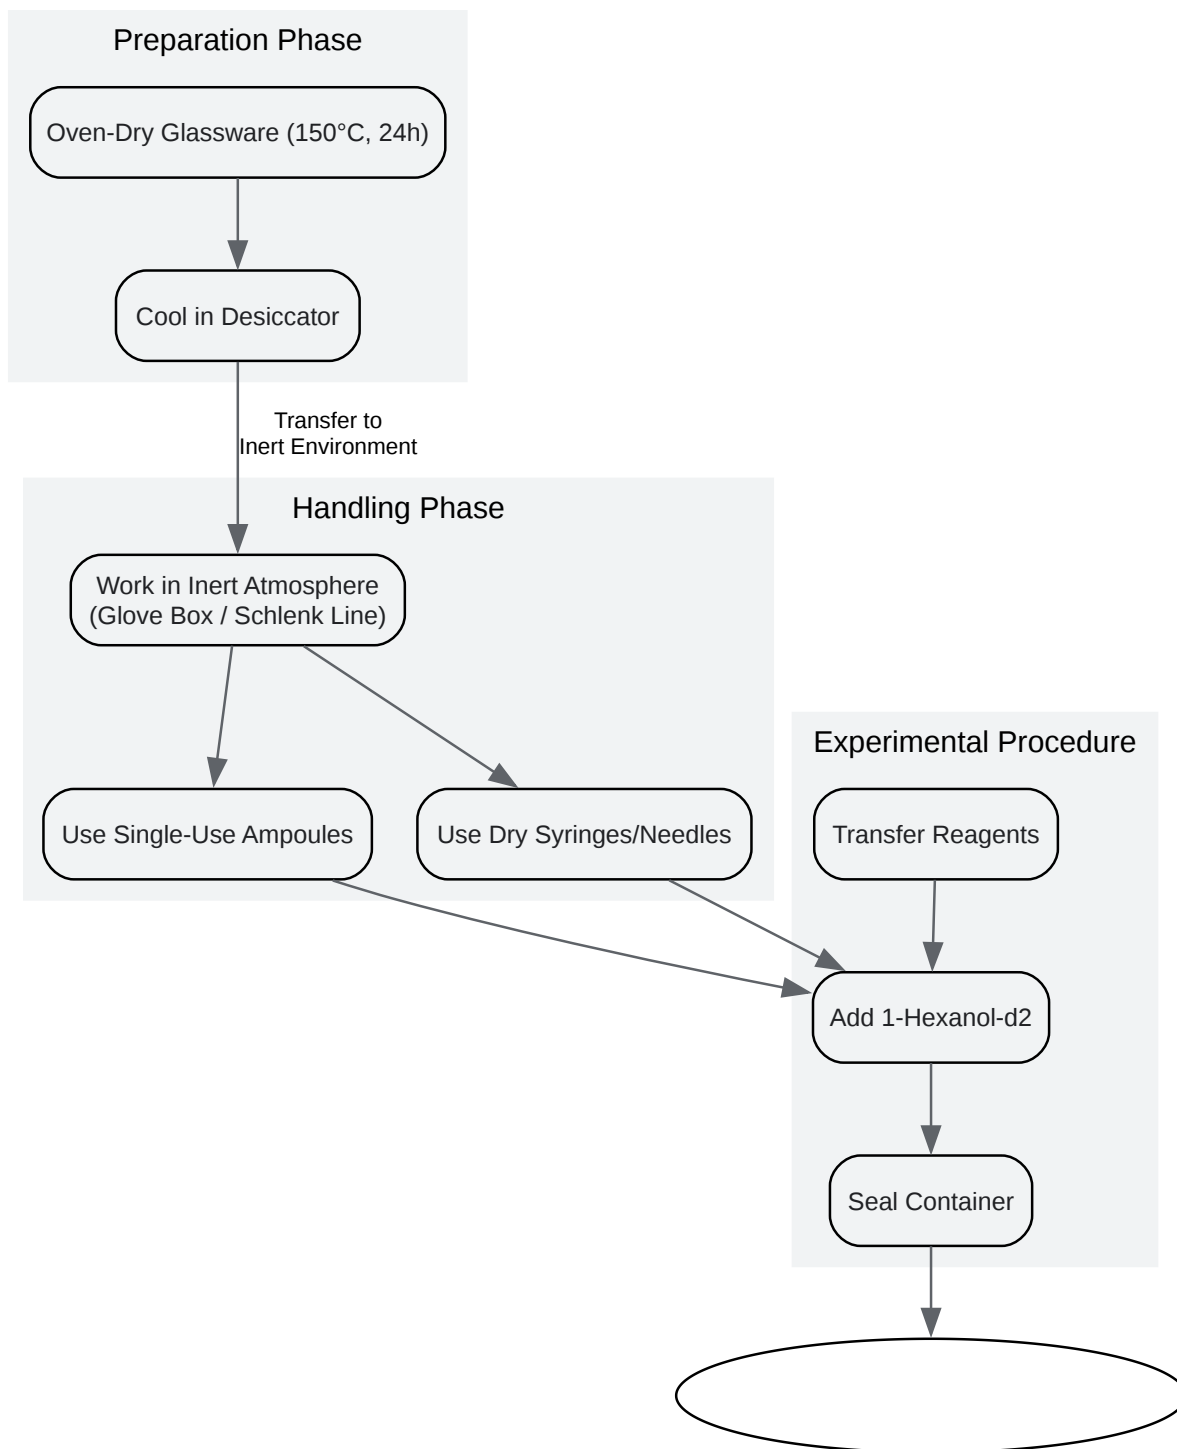 Preparation Phase
Oven-Dry Glassware (150°C, 24h)
Cool in Desiccator
Transfer to
Inert Environment
Handling Phase
Work in Inert Atmosphere
(Glove Box / Schlenk Line)
Use Single-Use Ampoules
Use Dry Syringes/Needles
Experimental Procedure
Transfer Reagents
Add 1-Hexanol-d2
Seal Container